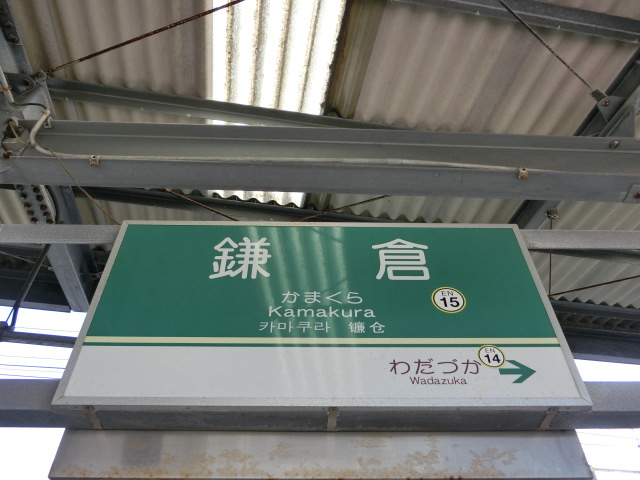 鎌倉
かまくら
Kamakura
EN 15
카마쿠라 镰仓
わだづか EN 14
Wadazuka